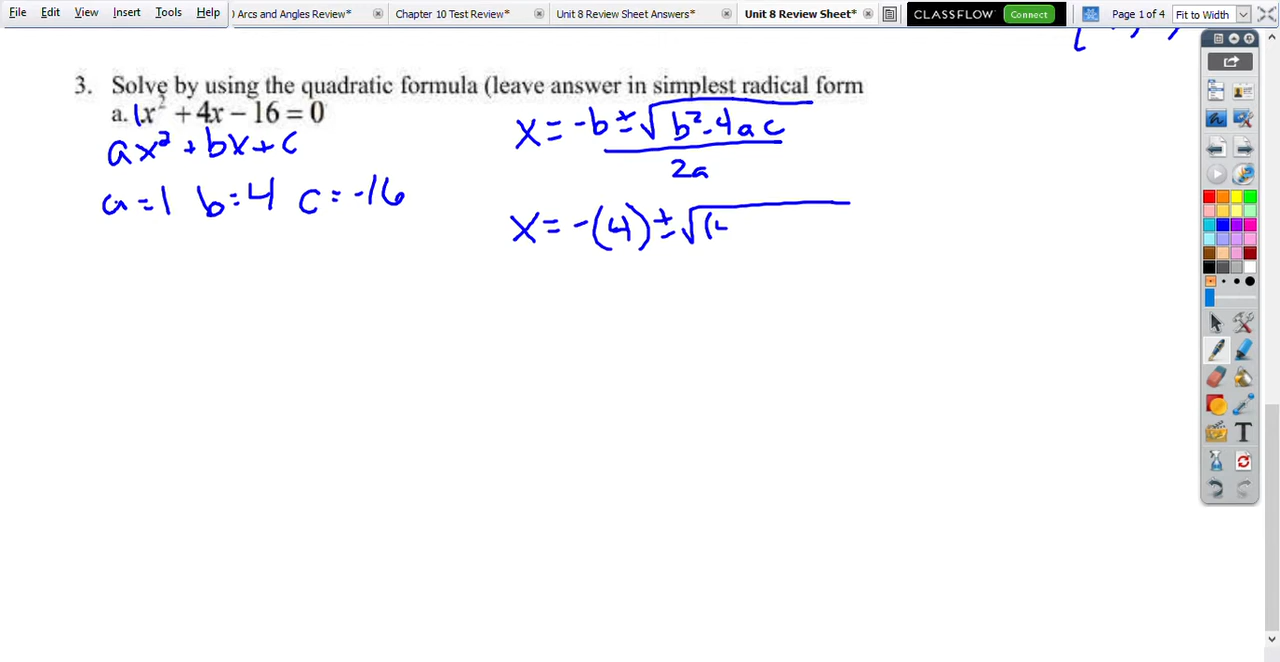 File Edit View Insert Tools Help ) Arcs and Angles Review* Chapter 10 Test Review* Unit 8 Review Sheet Answers* Unit 8 Review Sheet* CLASSFLOW Connect Page 1 of 4 Fit to Width
3. Solve by using the quadratic formula (leave answer in simplest radical form
a. 1x² + 4x – 16 = 0
ax² + bx + c
a = 1 b = 4 c = -16
x = -b ± √b² - 4ac
2a
x = -(4) ± √(4
T